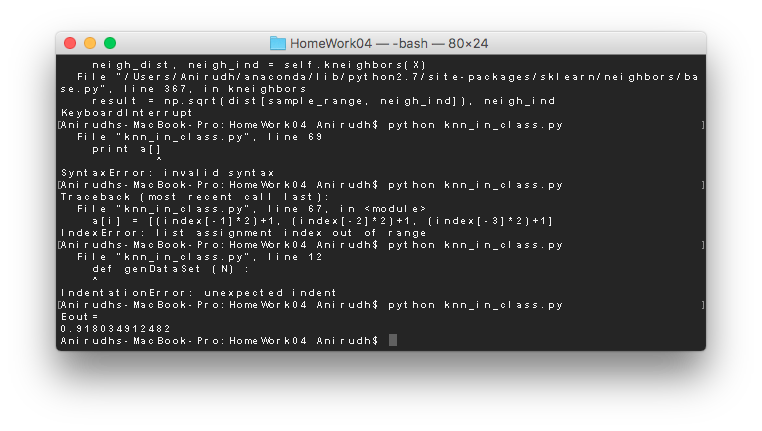 HomeWork04 — -bash — 80×24
neigh_dist, neigh_ind = self.kneighbors(X)
File "/Users/Anirudh/anaconda/lib/python2.7/site-packages/sklearn/neighbors/ba
se.py", line 367, in kneighbors
result = np.sqrt(dist[sample_range, neigh_ind]), neigh_ind
KeyboardInterrupt
[Anirudhs-MacBook-Pro:HomeWork04 Anirudh$ python knn_in_class.py ]
File "knn_in_class.py", line 69
print a[]
^
SyntaxError: invalid syntax
[Anirudhs-MacBook-Pro:HomeWork04 Anirudh$ python knn_in_class.py ]
Traceback (most recent call last):
File "knn_in_class.py", line 67, in <module>
a[i] = [(index[-1]*2)+1, (index[-2]*2)+1, (index[-3]*2)+1]
IndexError: list assignment index out of range
[Anirudhs-MacBook-Pro:HomeWork04 Anirudh$ python knn_in_class.py ]
File "knn_in_class.py", line 12
def genDataSet (N) :
^
IndentationError: unexpected indent
[Anirudhs-MacBook-Pro:HomeWork04 Anirudh$ python knn_in_class.py ]
Eout=
0.918034912482
Anirudhs-MacBook-Pro:HomeWork04 Anirudh$